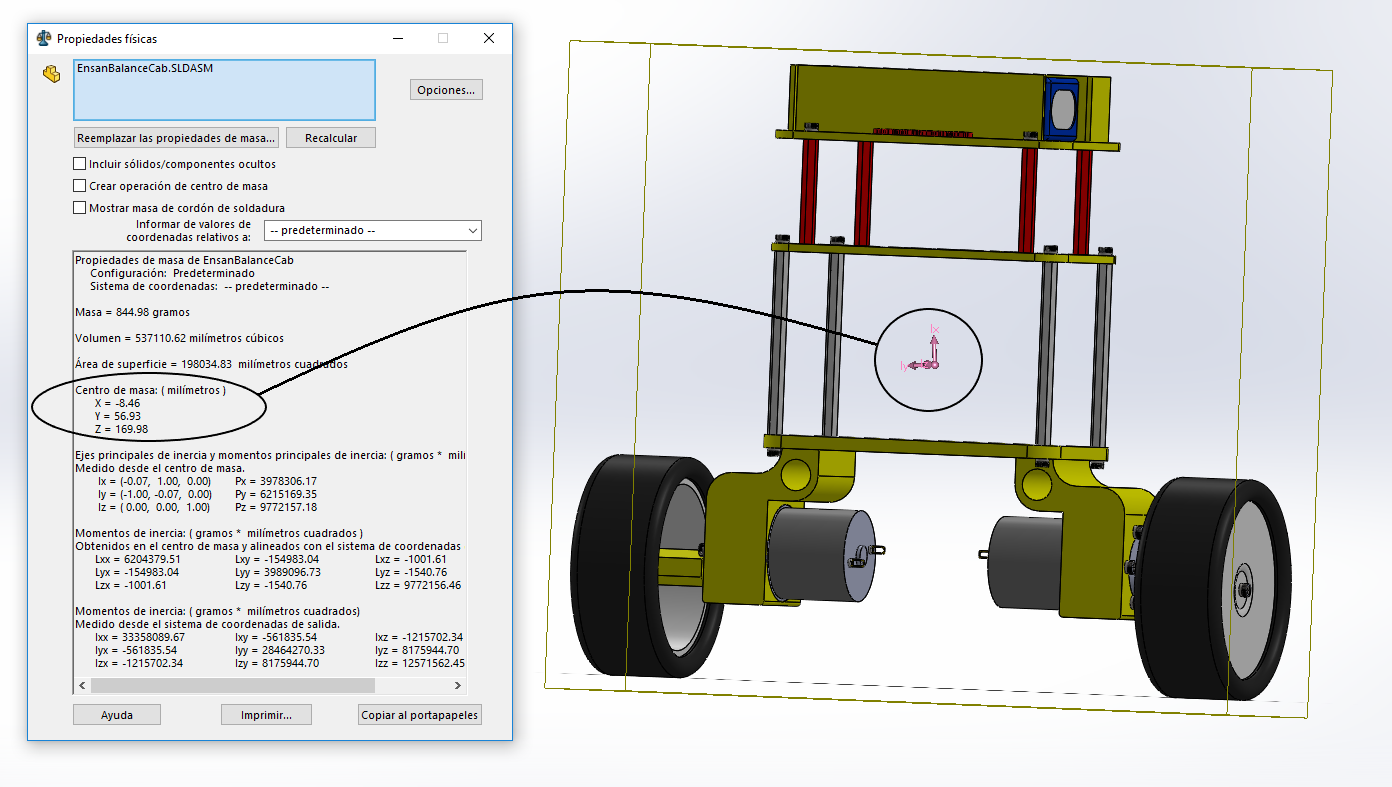 Propiedades físicas
EnsanBalanceCab.SLDASM
Opciones...
Reemplazar las propiedades de masa...
Recalcular
Incluir sólidos/componentes ocultos
Crear operación de centro de masa
Mostrar masa de cordón de soldadura
Informar de valores de
coordenadas relativos a:
-- predeterminado --
Propiedades de masa de EnsanBalanceCab
Configuración: Predeterminado
Sistema de coordenadas: -- predeterminado --
Masa = 844.98 gramos
Volumen = 537110.62 milímetros cúbicos
Área de superficie = 198034.83 milímetros cuadrados
Centro de masa: ( milímetros )
X = -8.46
Y = 56.93
Z = 169.98
Ejes principales de inercia y momentos principales de inercia: ( gramos * milí
Medido desde el centro de masa.
Ix = (-0.07, 1.00, 0.00) Px = 3978306.17
Iy = (-1.00, -0.07, 0.00) Py = 6215169.35
Iz = ( 0.00, 0.00, 1.00) Pz = 9772157.18
Momentos de inercia: ( gramos * milímetros cuadrados )
Obtenidos en el centro de masa y alineados con el sistema de coordenadas
Lxx = 6204379.51 Lxy = -154983.04 Lxz = -1001.61
Lyx = -154983.04 Lyy = 3989096.73 Lyz = -1540.76
Lzx = -1001.61 Lzy = -1540.76 Lzz = 9772156.46
Momentos de inercia: ( gramos * milímetros cuadrados)
Medido desde el sistema de coordenadas de salida.
Ixx = 33358089.67 Ixy = -561835.54 Ixz = -1215702.34
Iyx = -561835.54 Iyy = 28464270.33 Iyz = 8175944.70
Izx = -1215702.34 Izy = 8175944.70 Izz = 12571562.45
Ayuda
Imprimir...
Copiar al portapapeles
Ix
Iy